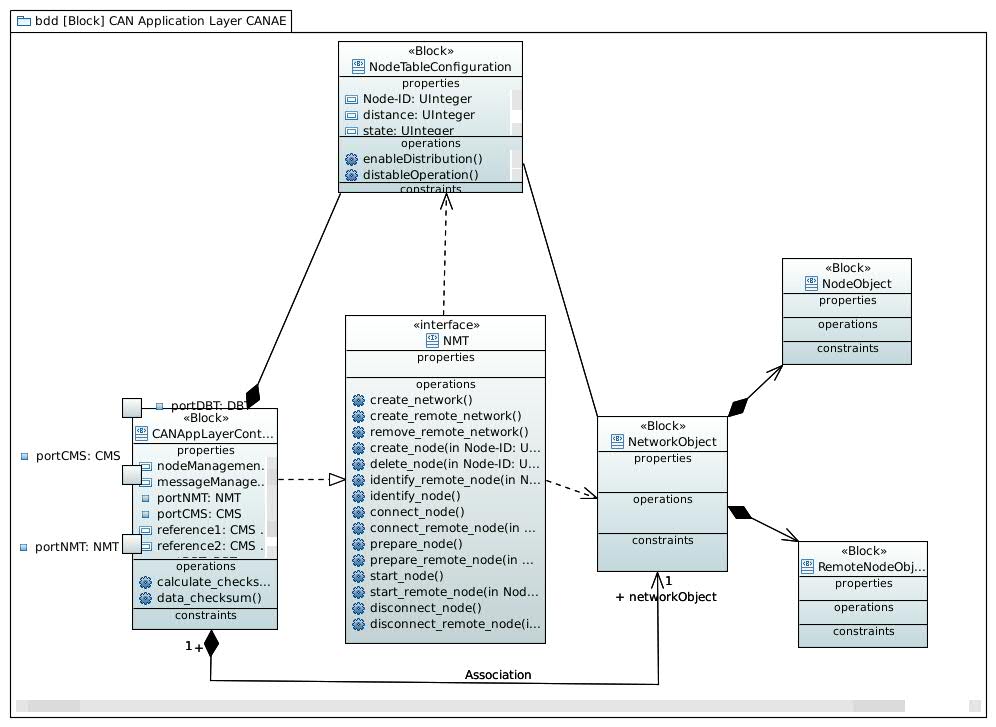 bdd [Block] CAN Application Layer CANAE
«Block»
NodeTableConfiguration
properties
Node-ID: UInteger
distance: UInteger
state: UInteger
operations
enableDistribution()
distableOperation()
constraints
«Block»
NodeObject
properties
operations
constraints
«interface»
NMT
properties
operations
create_network()
create_remote_network()
remove_remote_network()
create_node(in Node-ID: U...
delete_node(in Node-ID: U...
identify_remote_node(in N...
identify_node()
connect_node()
connect_remote_node(in ...
prepare_node()
prepare_remote_node(in ...
start_node()
start_remote_node(in Nod...
disconnect_node()
disconnect_remote_node(i...
portDBT: DBT
portCMS: CMS
portNMT: NMT
«Block»
CANAppLayerCont...
properties
nodeManagemen.
messageManage.
portNMT: NMT
portCMS: CMS
reference1: CMS .
reference2: CMS .
operations
calculate_checks...
data_checksum()
constraints
«Block»
NetworkObject
properties
operations
constraints
1
+ networkObject
«Block»
RemoteNodeObj...
properties
operations
constraints
1 +
Association